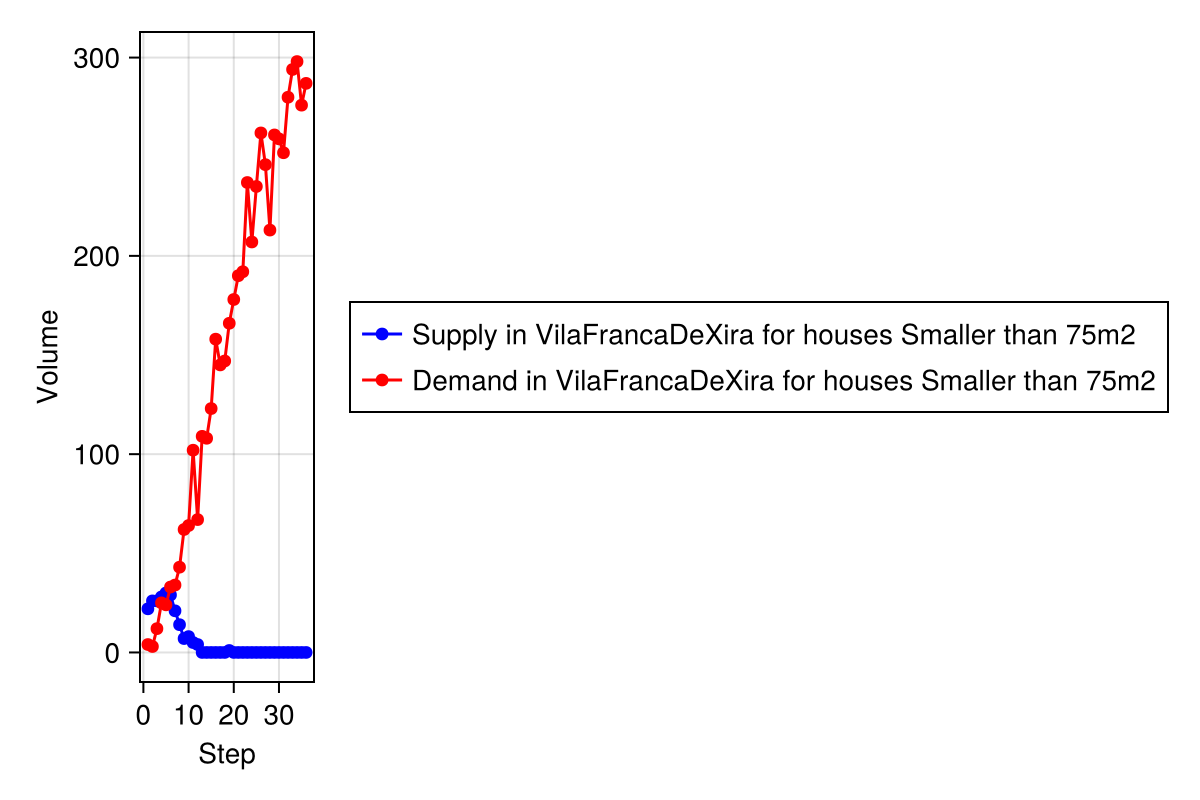 300
200
100
0
Volume
0 10 20 30
Step
Supply in VilaFrancaDeXira for houses Smaller than 75m2
Demand in VilaFrancaDeXira for houses Smaller than 75m2